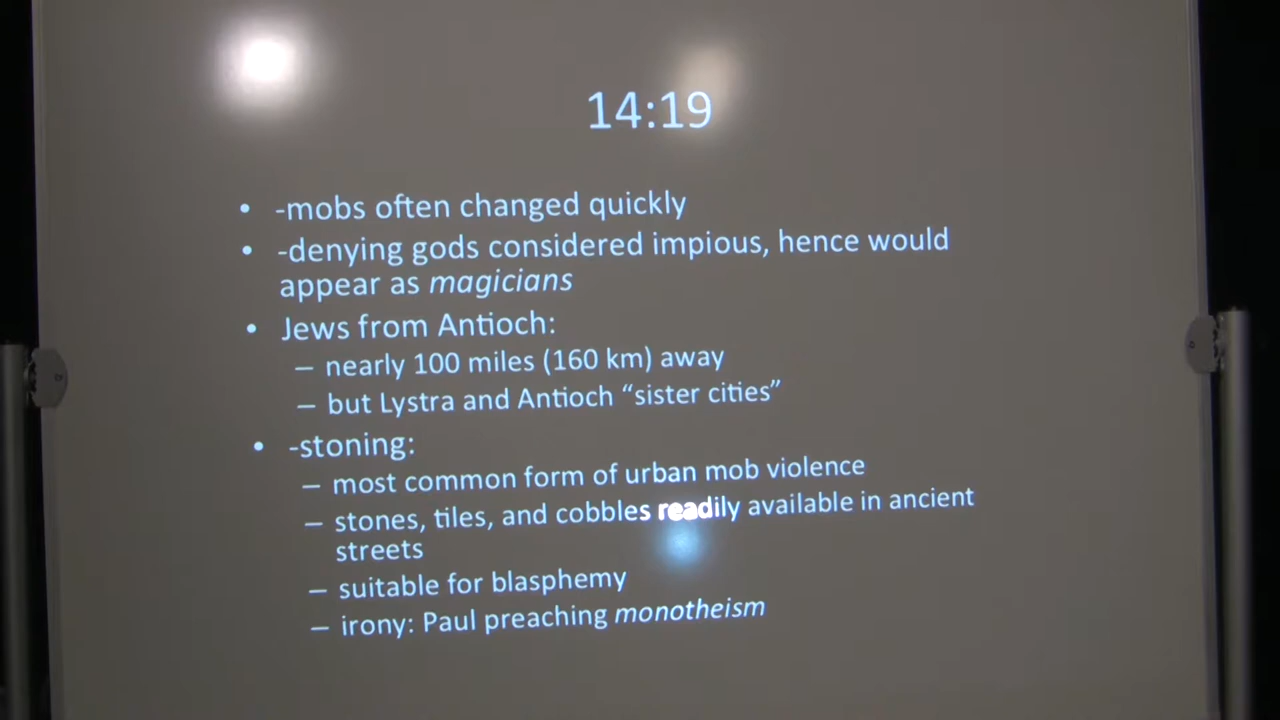 14:19
• -mobs often changed quickly
• -denying gods considered impious, hence would
appear as magicians
• Jews from Antioch:
– nearly 100 miles (160 km) away
– but Lystra and Antioch “sister cities”
• -stoning:
– most common form of urban mob violence
– stones, tiles, and cobbles readily available in ancient
streets
– suitable for blasphemy
– irony: Paul preaching monotheism